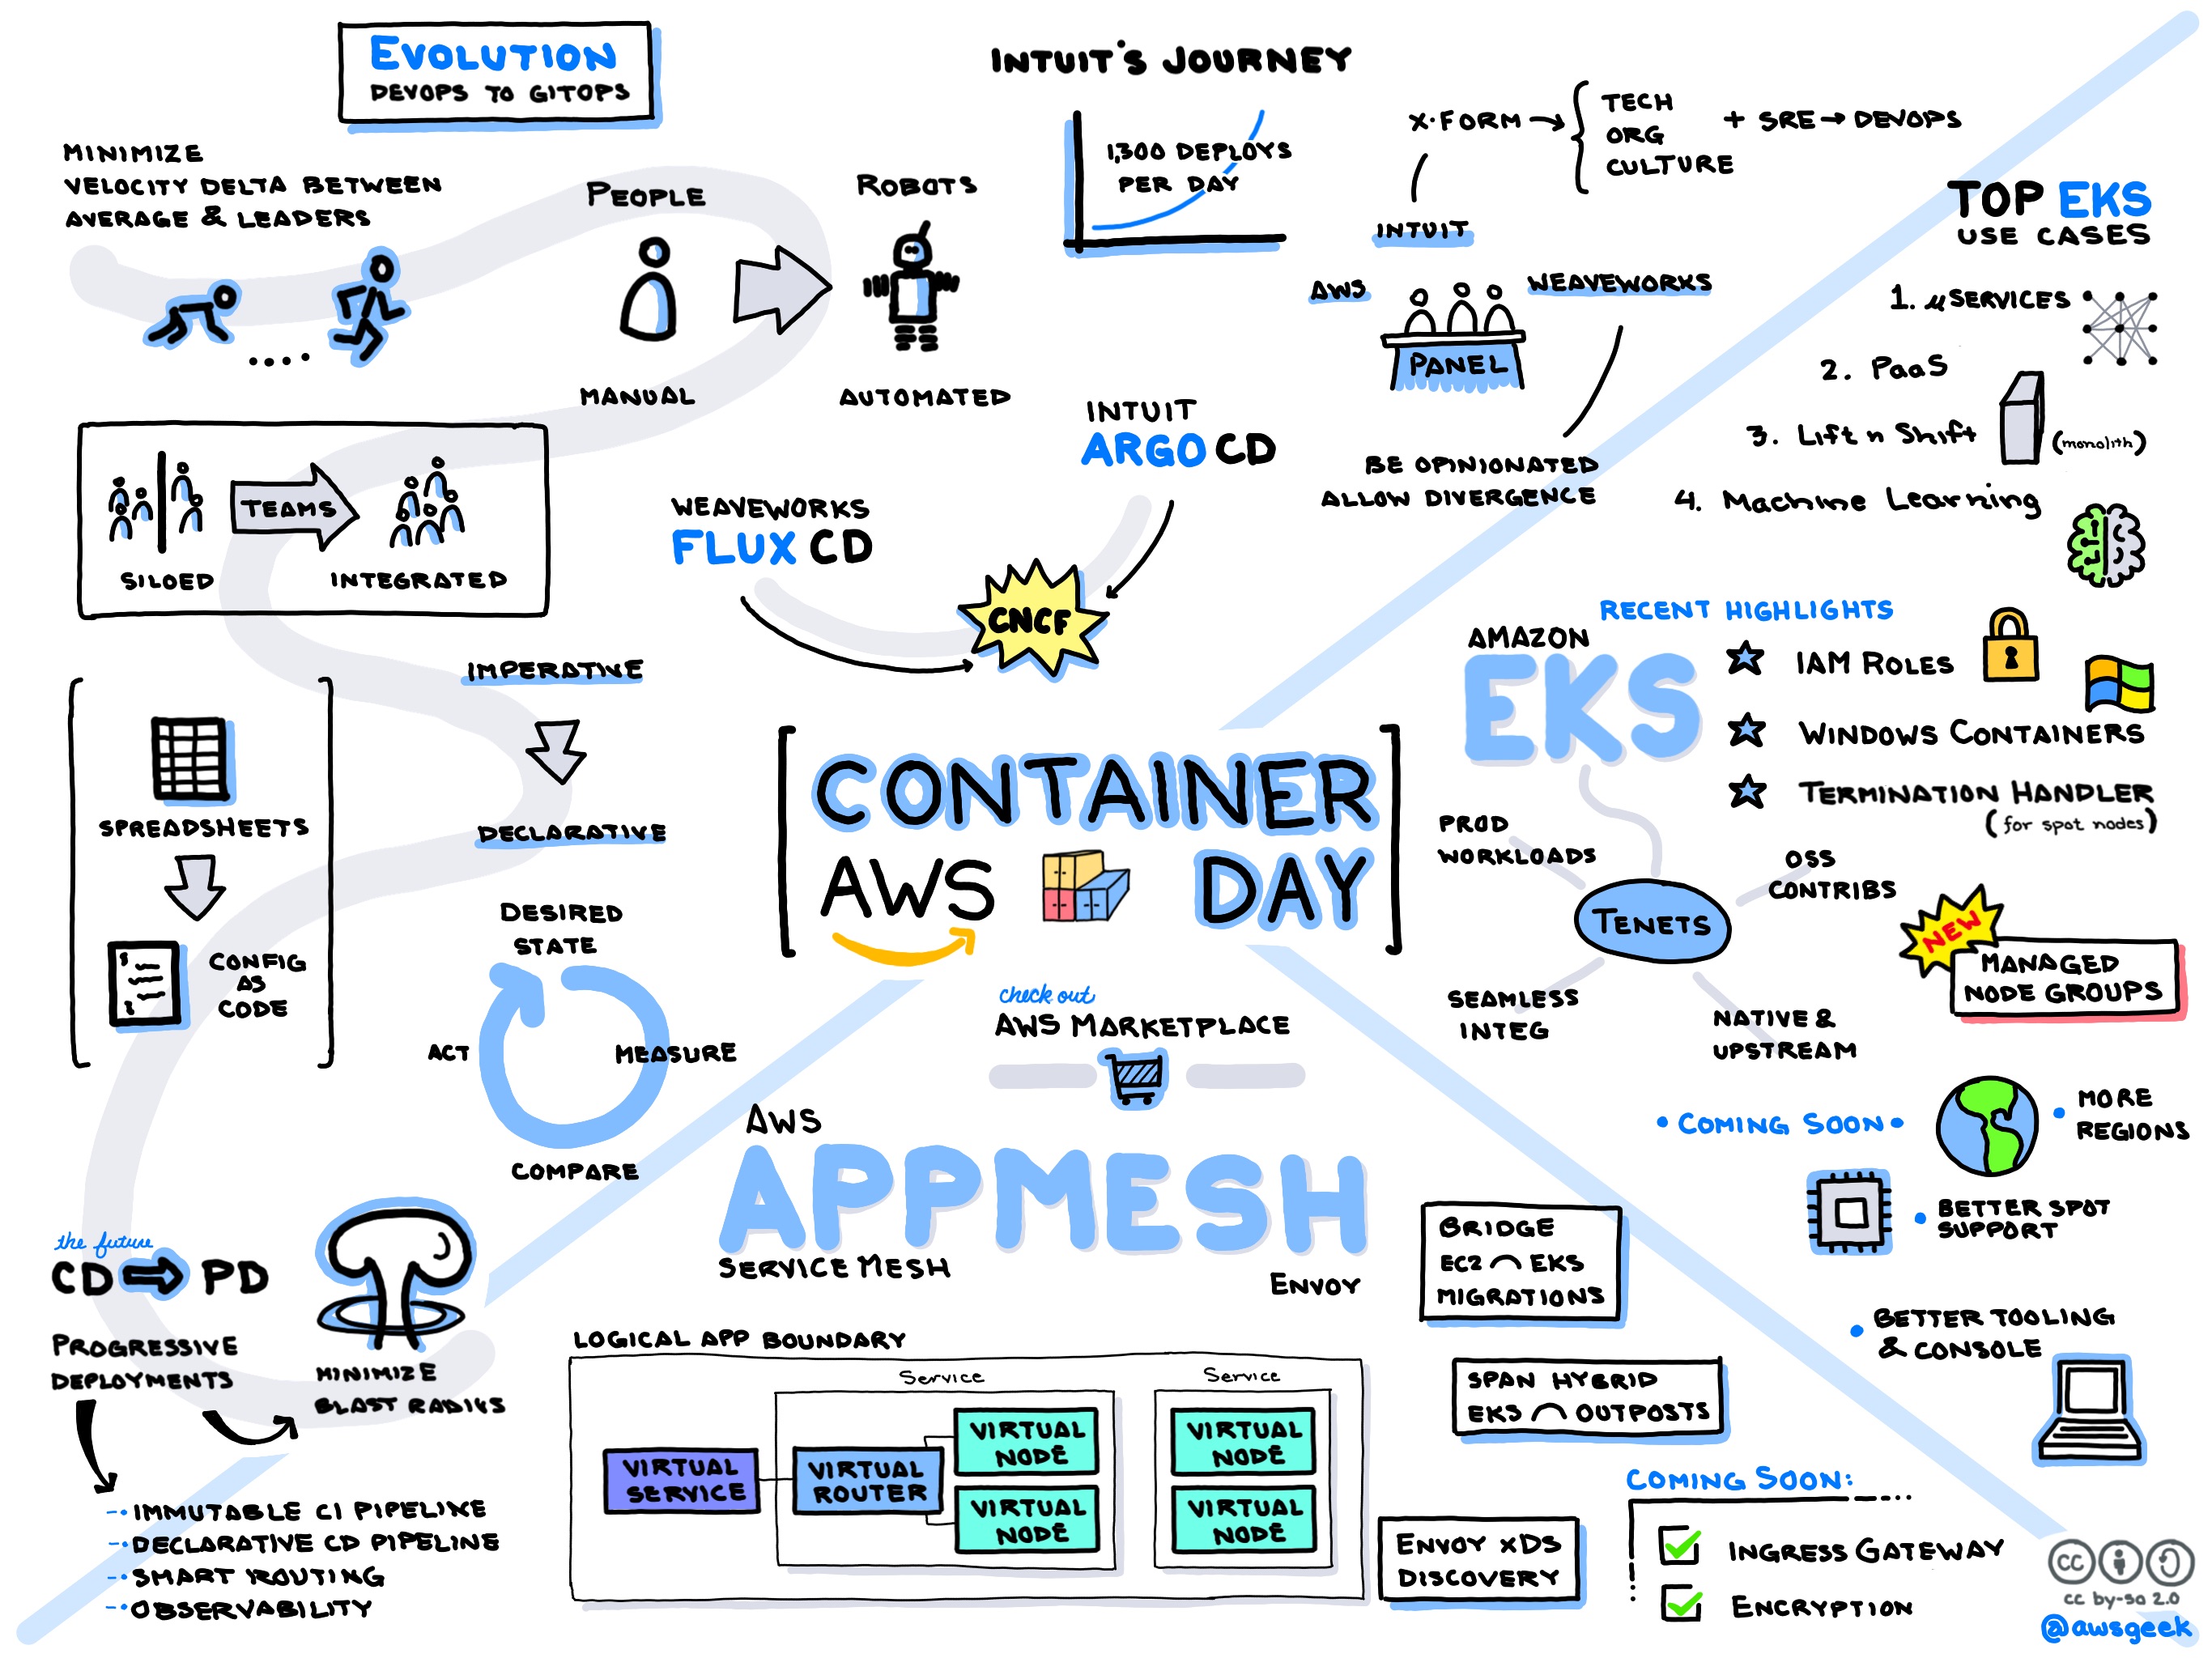 EVOLUTION
DEVOPS TO GITOPS
MINIMIZE
VELOCITY DELTA BETWEEN
AVERAGE & LEADERS
PEOPLE
MANUAL
ROBOTS
AUTOMATED
TEAMS
SILOED
INTEGRATED
INTUIT'S JOURNEY
1,300 DEPLOYS
PER DAY
X·FORM
TECH
ORG
CULTURE
+ SRE → DEVOPS
INTUIT
AWS
WEAVEWORKS
PANEL
BE OPINIONATED
ALLOW DIVERGENCE
INTUIT
ARGO CD
WEAVEWORKS
FLUX CD
CNCF
SPREADSHEETS
CONFIG
AS
CODE
IMPERATIVE
DECLARATIVE
DESIRED
STATE
MEASURE
COMPARE
ACT
the future
CD ⇒ PD
PROGRESSIVE
DEPLOYMENTS
MINIMIZE
BLAST RADIUS
IMMUTABLE CI PIPELINE
DECLARATIVE CD PIPELINE
SMART ROUTING
OBSERVABILITY
CONTAINER
AWS DAY
check out
AWS MARKETPLACE
TOP EKS
USE CASES
1. µSERVICES
2. PaaS
3. Lift n Shift
(monolith)
4. Machine Learning
AMAZON
EKS
RECENT HIGHLIGHTS
IAM ROLES
WINDOWS CONTAINERS
TERMINATION HANDLER
(for spot nodes)
TENETS
PROD
WORKLOADS
OSS
CONTRIBS
SEAMLESS
INTEG
NATIVE &
UPSTREAM
NEW
MANAGED
NODE GROUPS
• COMING SOON •
• MORE
REGIONS
• BETTER SPOT
SUPPORT
• BETTER TOOLING
& CONSOLE
AWS
APPMESH
SERVICE MESH
ENVOY
LOGICAL APP BOUNDARY
Service
VIRTUAL
SERVICE
VIRTUAL
ROUTER
VIRTUAL
NODE
VIRTUAL
NODE
Service
VIRTUAL
NODE
VIRTUAL
NODE
BRIDGE
EC2 EKS
MIGRATIONS
SPAN HYBRID
EKS OUTPOSTS
ENVOY xDS
DISCOVERY
COMING SOON:
INGRESS GATEWAY
ENCRYPTION
cc
cc by-sa 2.0
@awsgeek